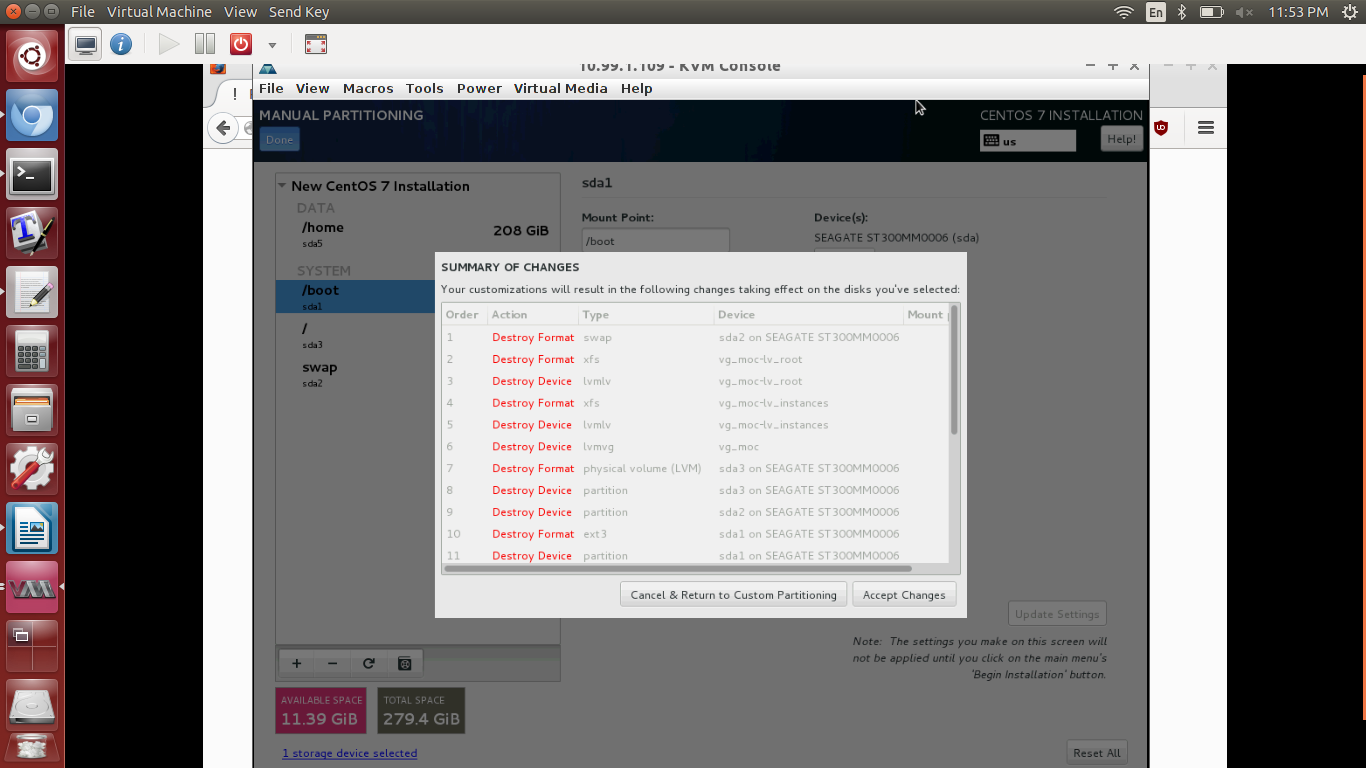 File Virtual Machine View Send Key
En 11:53 PM
10.99.1.109 - KVM Console
File View Macros Tools Power Virtual Media Help
MANUAL PARTITIONING
CENTOS 7 INSTALLATION
Done
us
Help!
New CentOS 7 Installation
DATA
/home
208 GiB
sda5
SYSTEM
/boot
sda1
/
sda3
swap
sda2
sda1
Mount Point:
Device(s):
/boot
SEAGATE ST300MM0006 (sda)
SUMMARY OF CHANGES
Your customizations will result in the following changes taking effect on the disks you've selected:
Order Action Type Device Mount
1 Destroy Format swap sda2 on SEAGATE ST300MM0006
2 Destroy Format xfs vg_moc-lv_root
3 Destroy Device lvmlv vg_moc-lv_root
4 Destroy Format xfs vg_moc-lv_instances
5 Destroy Device lvmlv vg_moc-lv_instances
6 Destroy Device lvmvg vg_moc
7 Destroy Format physical volume (LVM) sda3 on SEAGATE ST300MM0006
8 Destroy Device partition sda3 on SEAGATE ST300MM0006
9 Destroy Device partition sda2 on SEAGATE ST300MM0006
10 Destroy Format ext3 sda1 on SEAGATE ST300MM0006
11 Destroy Device partition sda1 on SEAGATE ST300MM0006
Cancel & Return to Custom Partitioning Accept Changes
Update Settings
Note: The settings you make on this screen will
not be applied until you click on the main menu's
'Begin Installation' button.
AVAILABLE SPACE
11.39 GiB
TOTAL SPACE
279.4 GiB
1 storage device selected
Reset All